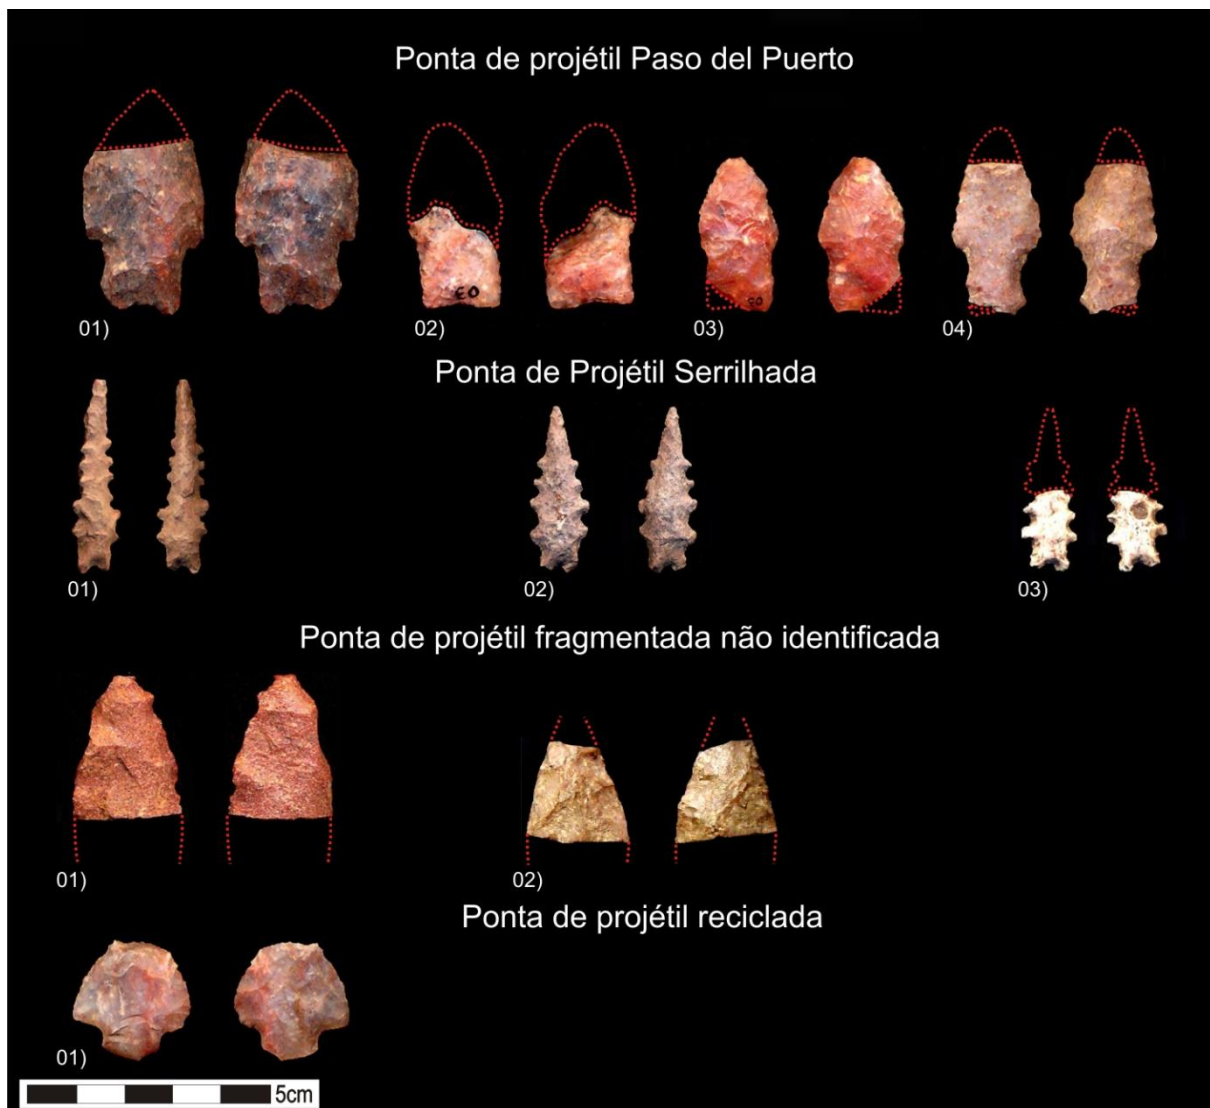 Ponta de projétil Paso del Puerto
01)
02)
03)
04)
Ponta de Projétil Serrilhada
01)
02)
03)
Ponta de projétil fragmentada não identificada
01)
02)
Ponta de projétil reciclada
01)
5cm